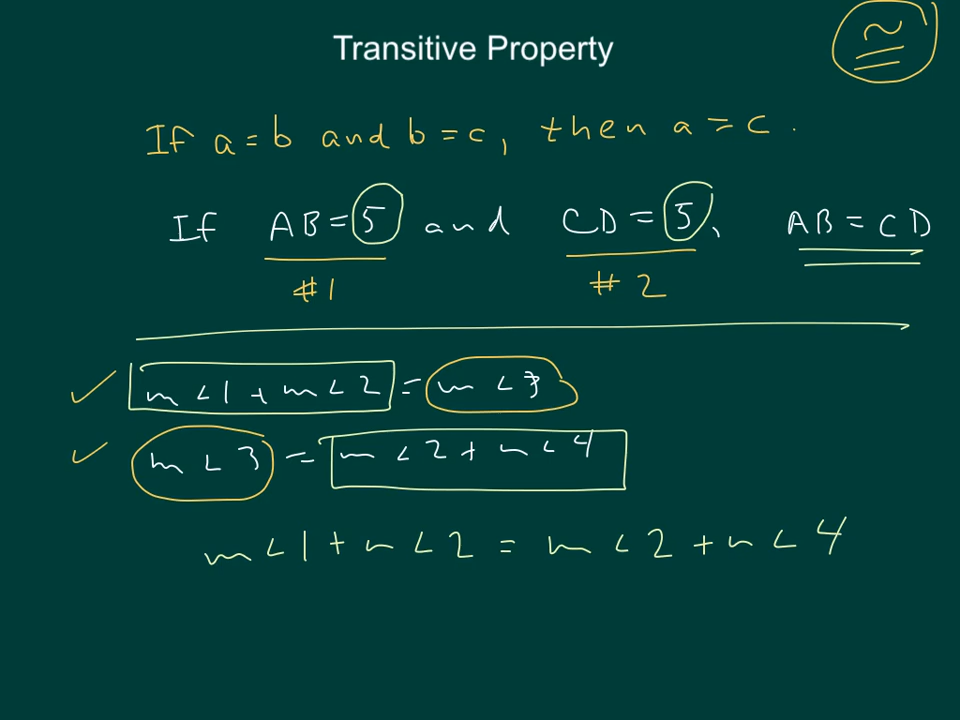 ≅
Transitive Property
If a = b and b = c, then a = c.
If AB = 5 and CD = 5, AB = CD
#1 #2
m<1 + m<2 = m<3
m<3 = m<2 + m<4
m<1 + m<2 = m<2 + m<4